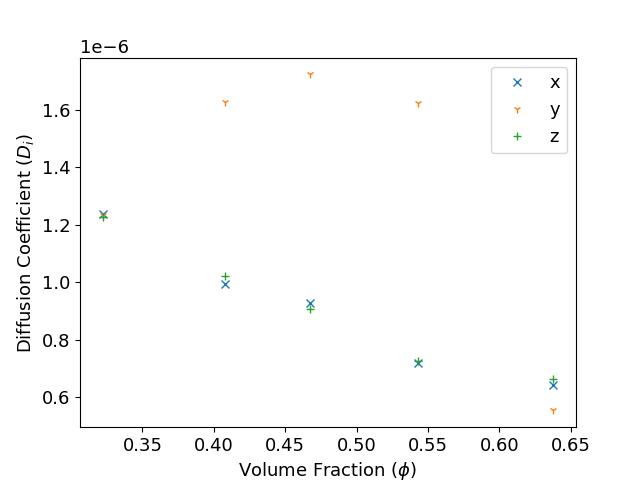 1e−6
x
y
z
1.6
1.4
1.2
1.0
0.8
0.6
Diffusion Coefficient (Dᵢ)
0.35 0.40 0.45 0.50 0.55 0.60 0.65
Volume Fraction (ϕ)